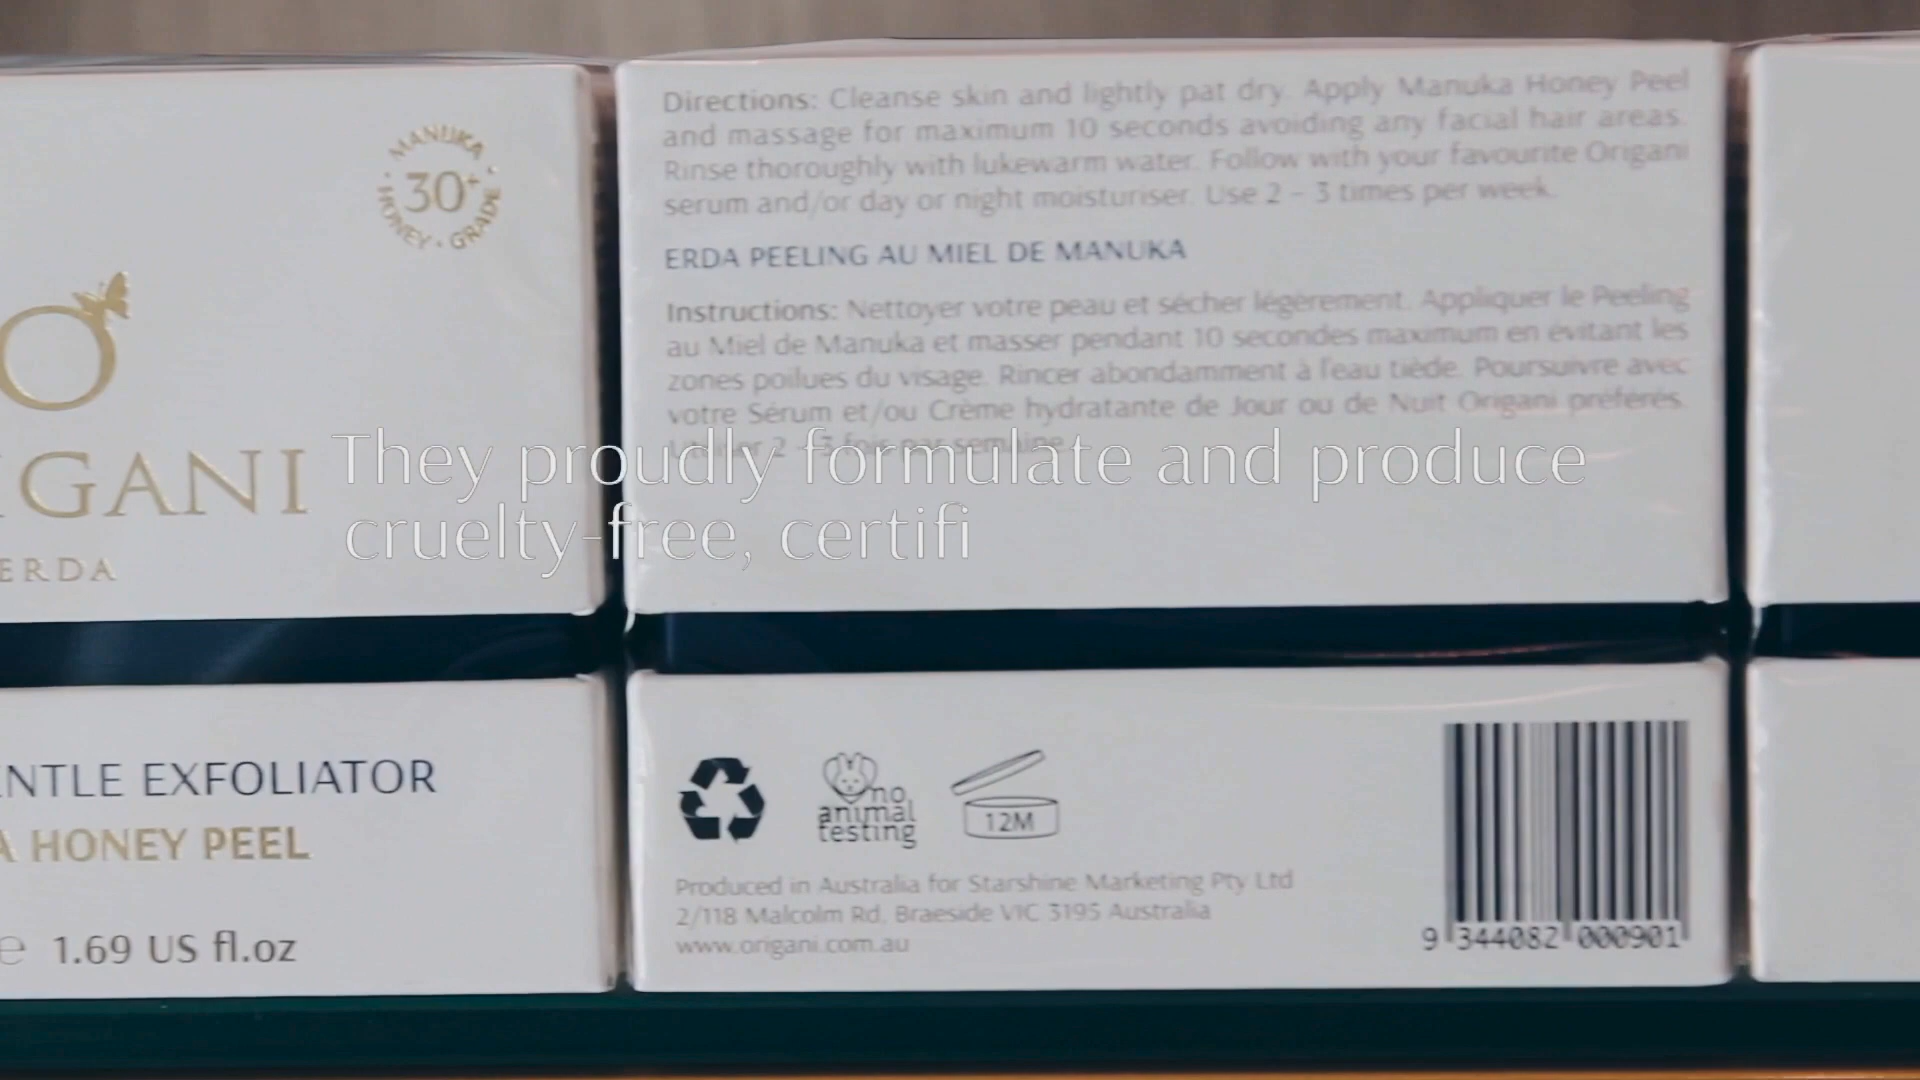 MANUKA
30+
HONEY · GRADE
IGANI
ERDA
Directions: Cleanse skin and lightly pat dry. Apply Manuka Honey Peel
and massage for maximum 10 seconds avoiding any facial hair areas.
Rinse thoroughly with lukewarm water. Follow with your favourite Origani
serum and/or day or night moisturiser. Use 2 – 3 times per week.
ERDA PEELING AU MIEL DE MANUKA
Instructions: Nettoyer votre peau et sécher légèrement. Appliquer le Peeling
au Miel de Manuka et masser pendant 10 secondes maximum en évitant les
zones poilues du visage. Rincer abondamment à l'eau tiède. Poursuivre avec
votre Sérum et/ou Crème hydratante de Jour ou de Nuit Origani préférés.
2 – 3 fois par semaine
They proudly formulate and produce
cruelty-free, certifi
NTLE EXFOLIATOR
A HONEY PEEL
e 1.69 US fl.oz
no
animal
testing
12M
Produced in Australia for Starshine Marketing Pty Ltd
2/118 Malcolm Rd, Braeside VIC 3195 Australia
www.origani.com.au
9 344082 000901